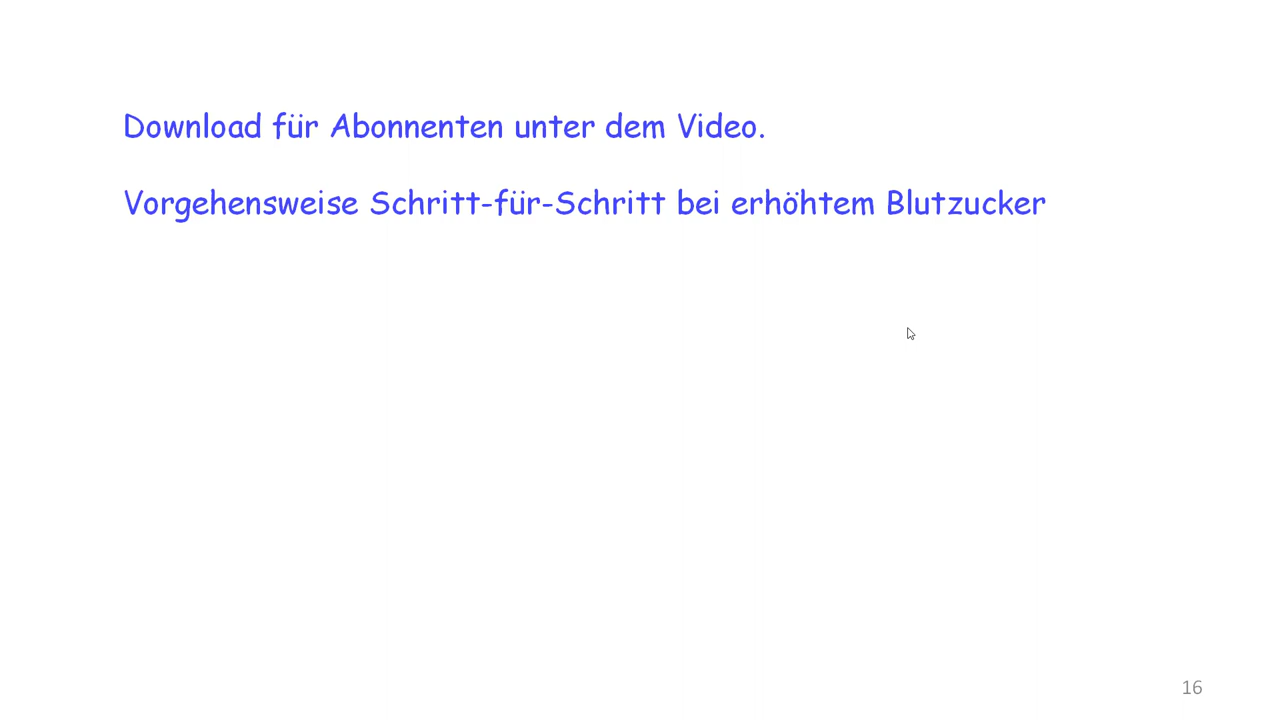 Download für Abonnenten unter dem Video.
Vorgehensweise Schritt-für-Schritt bei erhöhtem Blutzucker
16